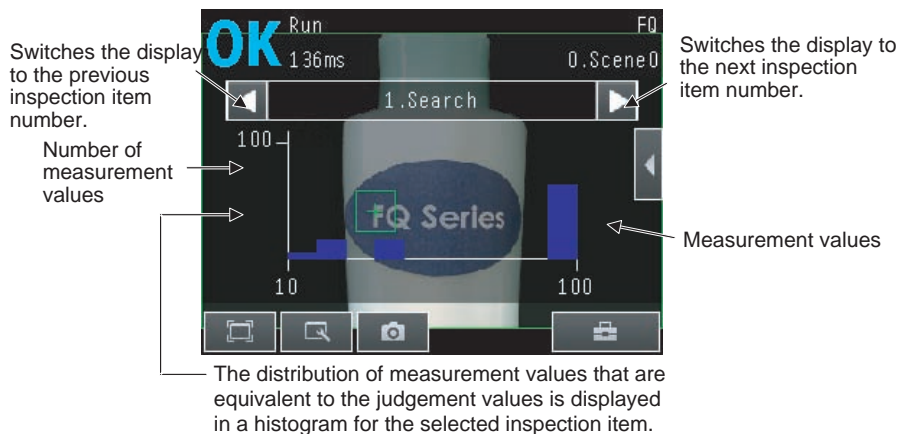 Switches the display
to the previous
inspection item
number.
Number of
measurement
values
OK
Run
FQ
136ms
0.Scene0
1.Search
100
FQ Series
10
100
Switches the display to
the next inspection
item number.
Measurement values
The distribution of measurement values that are
equivalent to the judgement values is displayed
in a histogram for the selected inspection item.